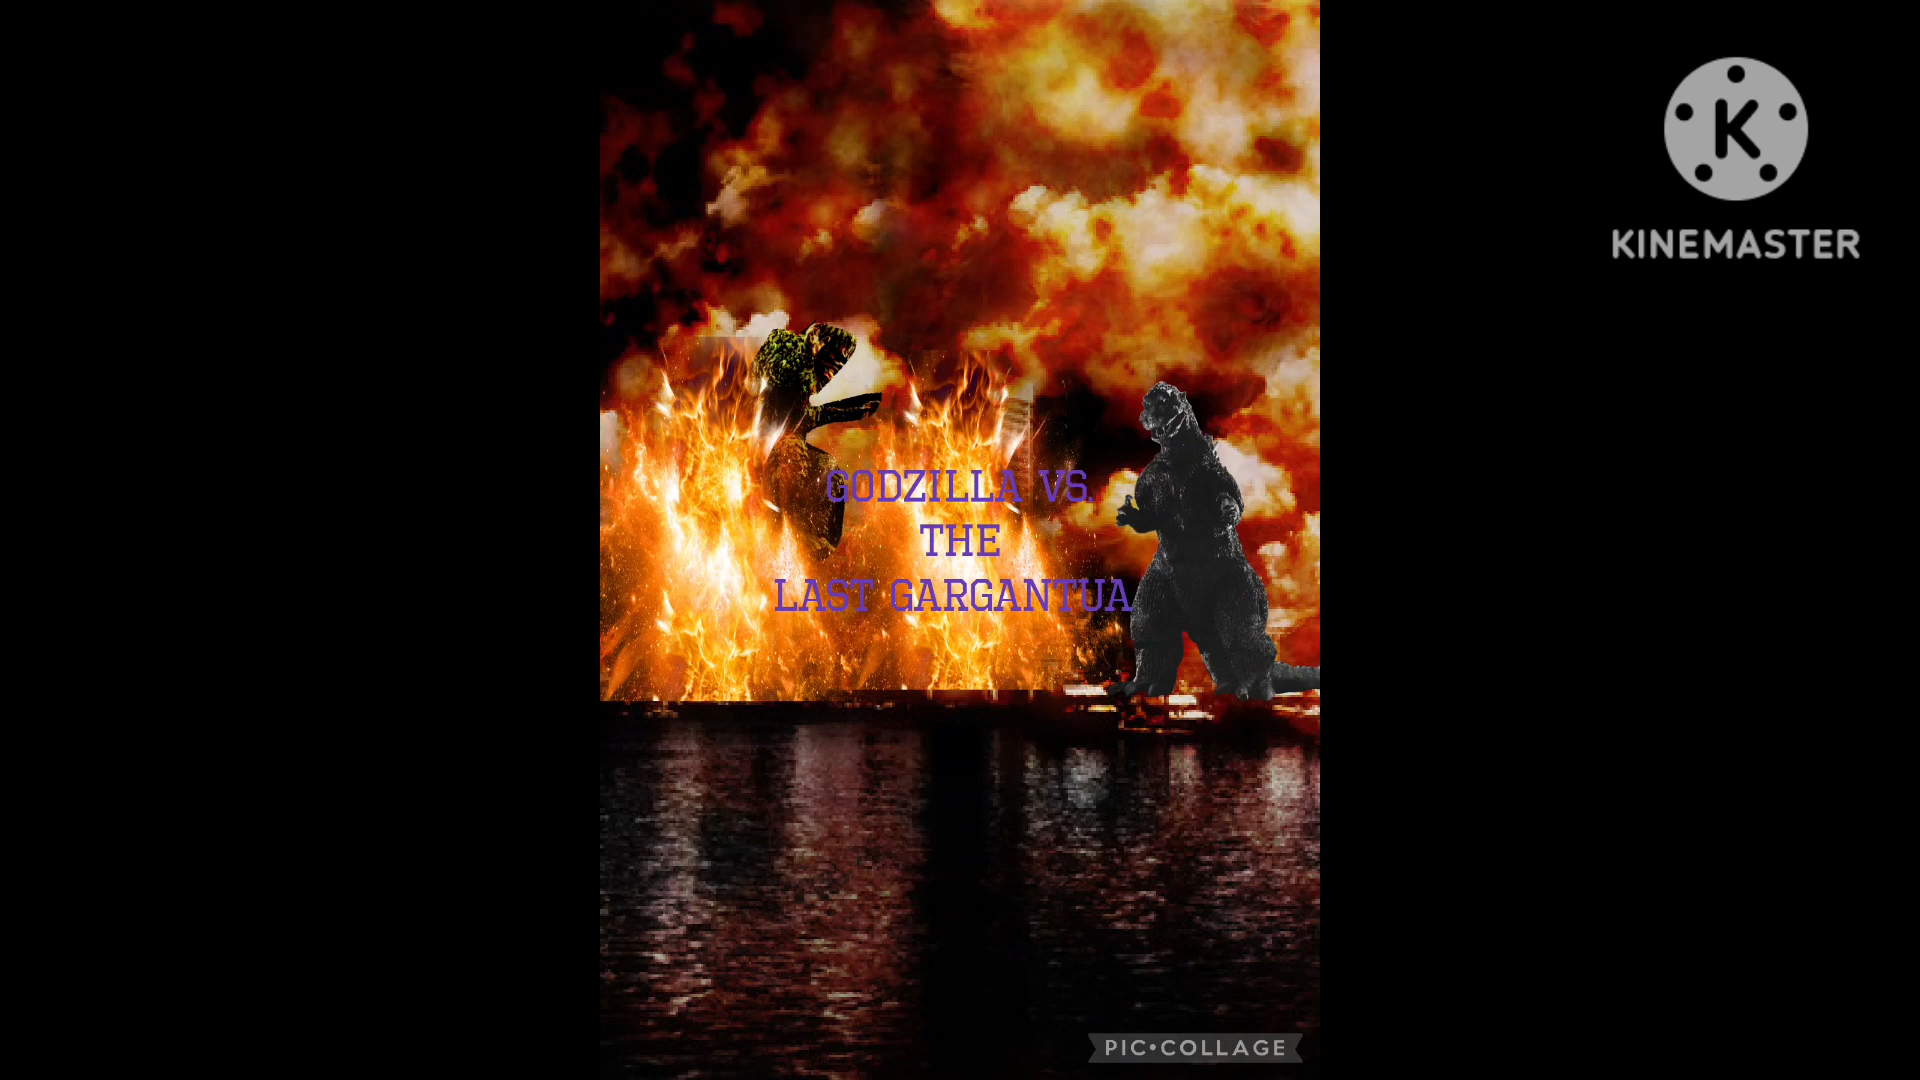 K
KINEMASTER
GODZILLA VS.
THE
LAST GARGANTUA
PIC•COLLAGE